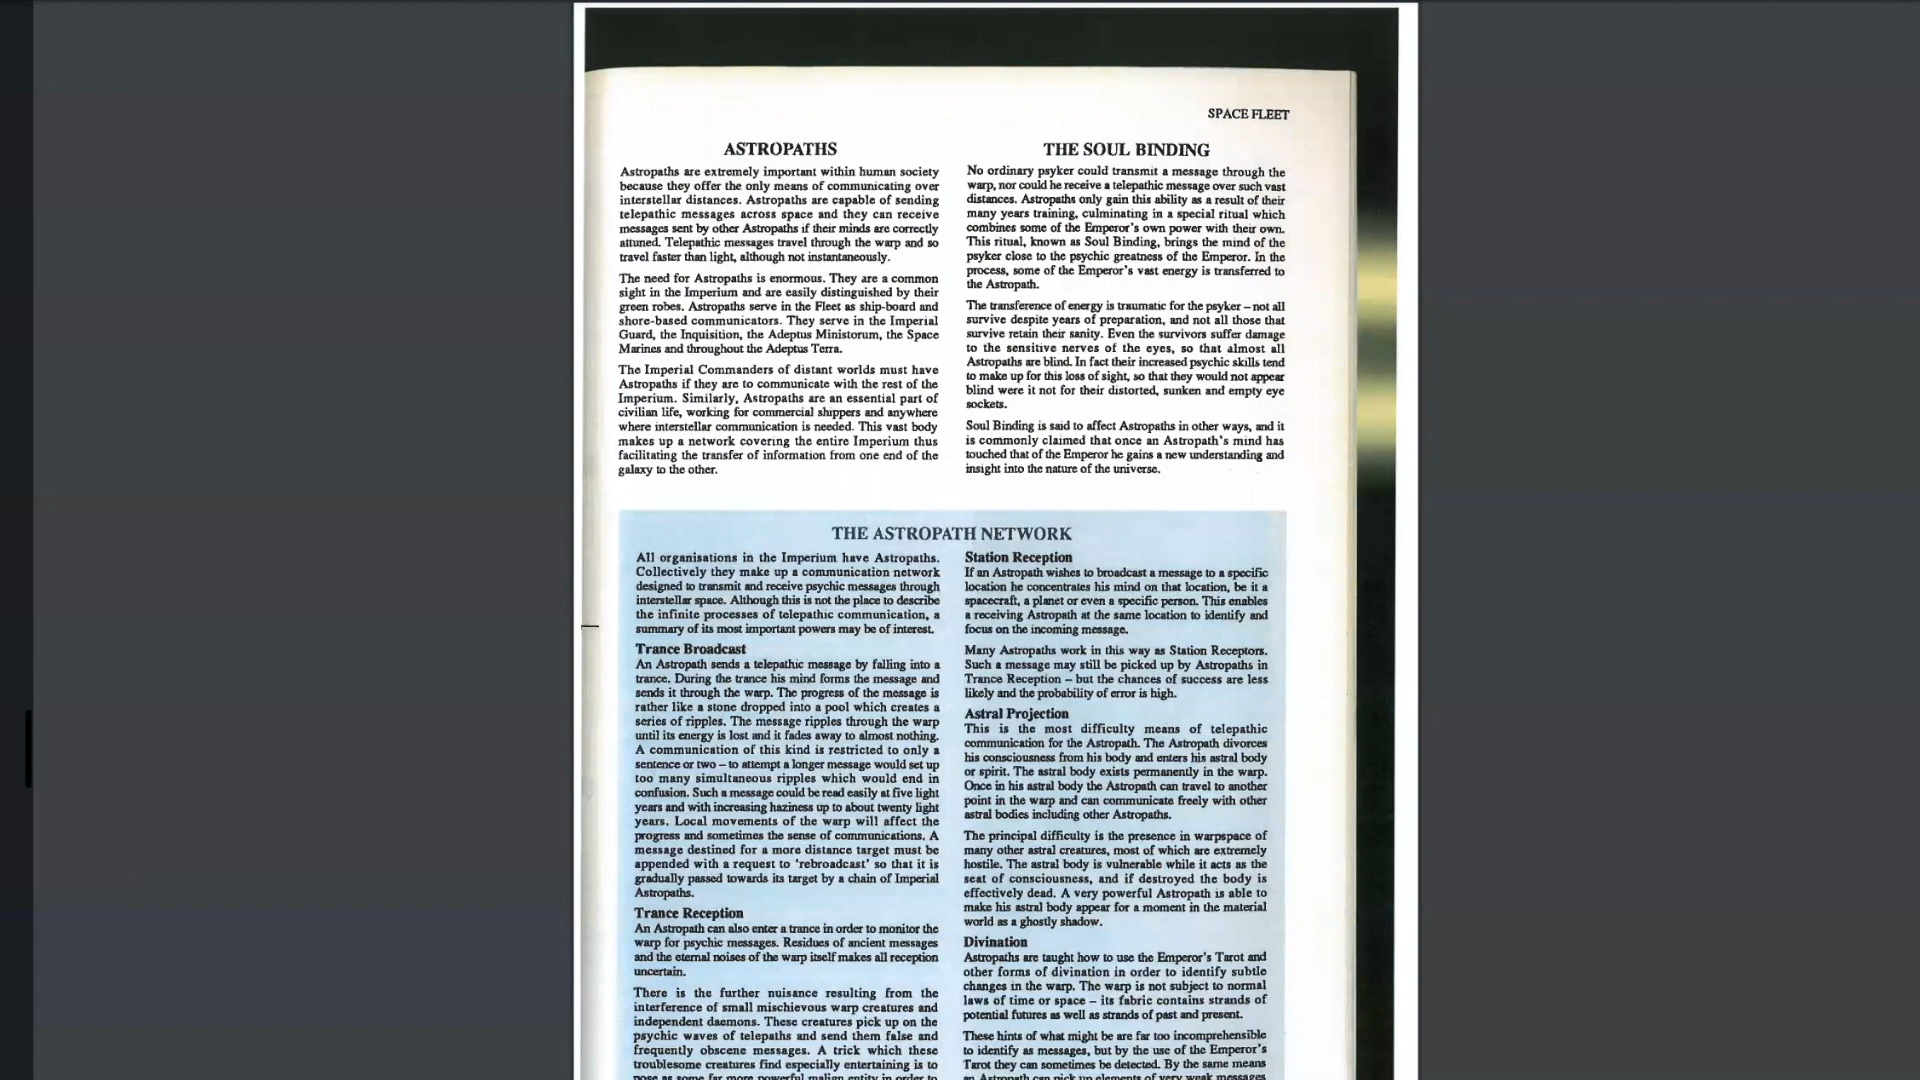 SPACE FLEET
ASTROPATHS
Astropaths are extremely important within human society
because they offer the only means of communicating over
interstellar distances. Astropaths are capable of sending
telepathic messages across space and they can receive
messages sent by other Astropaths if their minds are correctly
attuned. Telepathic messages travel through the warp and so
travel faster than light, although not instantaneously.
The need for Astropaths is enormous. They are a common
sight in the Imperium and are easily distinguished by their
green robes. Astropaths serve in the Fleet as ship-board and
shore-based communicators. They serve in the Imperial
Guard, the Inquisition, the Adeptus Ministorum, the Space
Marines and throughout the Adeptus Terra.
The Imperial Commanders of distant worlds must have
Astropaths if they are to communicate with the rest of the
Imperium. Similarly, Astropaths are an essential part of
civilian life, working for commercial shippers and anywhere
where interstellar communication is needed. This vast body
makes up a network covering the entire Imperium thus
facilitating the transfer of information from one end of the
galaxy to the other.
THE SOUL BINDING
No ordinary psyker could transmit a message through the
warp, nor could he receive a telepathic message over such vast
distances. Astropaths only gain this ability as a result of their
many years training, culminating in a special ritual which
combines some of the Emperor's own power with their own.
This ritual, known as Soul Binding, brings the mind of the
psyker close to the psychic greatness of the Emperor. In the
process, some of the Emperor's vast energy is transferred to
the Astropath.
The transference of energy is traumatic for the psyker – not all
survive despite years of preparation, and not all those that
survive retain their sanity. Even the survivors suffer damage
to the sensitive nerves of the eyes, so that almost all
Astropaths are blind. In fact their increased psychic skills tend
to make up for this loss of sight, so that they would not appear
blind were it not for their distorted, sunken and empty eye
sockets.
Soul Binding is said to affect Astropaths in other ways, and it
is commonly claimed that once an Astropath's mind has
touched that of the Emperor he gains a new understanding and
insight into the nature of the universe.
THE ASTROPATH NETWORK
All organisations in the Imperium have Astropaths.
Collectively they make up a communication network
designed to transmit and receive psychic messages through
interstellar space. Although this is not the place to describe
the infinite processes of telepathic communication, a
summary of its most important powers may be of interest.
Trance Broadcast
An Astropath sends a telepathic message by falling into a
trance. During the trance his mind forms the message and
sends it through the warp. The progress of the message is
rather like a stone dropped into a pool which creates a
series of ripples. The message ripples through the warp
until its energy is lost and it fades away to almost nothing.
A communication of this kind is restricted to only a
sentence or two – to attempt a longer message would set up
too many simultaneous ripples which would end in
confusion. Such a message could be read easily at five light
years and with increasing haziness up to about twenty light
years. Local movements of the warp will affect the
progress and sometimes the sense of communications. A
message destined for a more distance target must be
appended with a request to 'rebroadcast' so that it is
gradually passed towards its target by a chain of Imperial
Astropaths.
Trance Reception
An Astropath can also enter a trance in order to monitor the
warp for psychic messages. Residues of ancient messages
and the eternal noises of the warp itself makes all reception
uncertain.
There is the further nuisance resulting from the
interference of small mischievous warp creatures and
independent daemons. These creatures pick up on the
psychic waves of telepaths and send them false and
frequently obscene messages. A trick which these
troublesome creatures find especially entertaining is to
pose as some far more powerful malign entity in order to
Station Reception
If an Astropath wishes to broadcast a message to a specific
location he concentrates his mind on that location, be it a
spacecraft, a planet or even a specific person. This enables
a receiving Astropath at the same location to identify and
focus on the incoming message.
Many Astropaths work in this way as Station Receptors.
Such a message may still be picked up by Astropaths in
Trance Reception – but the chances of success are less
likely and the probability of error is high.
Astral Projection
This is the most difficulty means of telepathic
communication for the Astropath. The Astropath divorces
his consciousness from his body and enters his astral body
or spirit. The astral body exists permanently in the warp.
Once in his astral body the Astropath can travel to another
point in the warp and can communicate freely with other
astral bodies including other Astropaths.
The principal difficulty is the presence in warpspace of
many other astral creatures, most of which are extremely
hostile. The astral body is vulnerable while it acts as the
seat of consciousness, and if destroyed the body is
effectively dead. A very powerful Astropath is able to
make his astral body appear for a moment in the material
world as a ghostly shadow.
Divination
Astropaths are taught how to use the Emperor's Tarot and
other forms of divination in order to identify subtle
changes in the warp. The warp is not subject to normal
laws of time or space – its fabric contains strands of
potential futures as well as strands of past and present.
These hints of what might be are far too incomprehensible
to identify as messages, but by the use of the Emperor's
Tarot they can sometimes be detected. By the same means
an Astropath can pick up elements of very weak messages